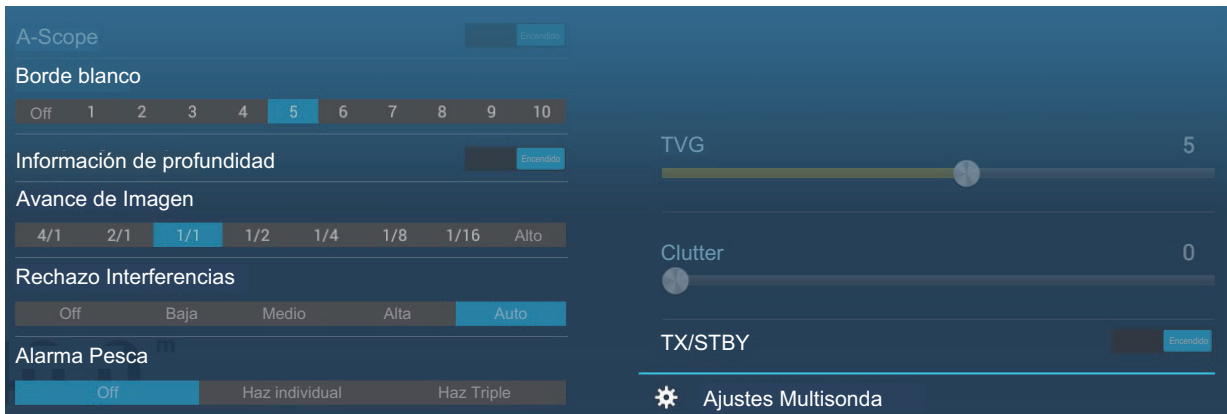 A-Scope
Encendido
Borde blanco
Off 1 2 3 4 5 6 7 8 9 10
Información de profundidad
Encendido
Avance de Imagen
4/1 2/1 1/1 1/2 1/4 1/8 1/16 Alto
Rechazo Interferencias
Off Baja Medio Alta Auto
Alarma Pesca
m
Off Haz individual Haz Triple
TVG 5
Clutter 0
TX/STBY
Encendido
Ajustes Multisonda